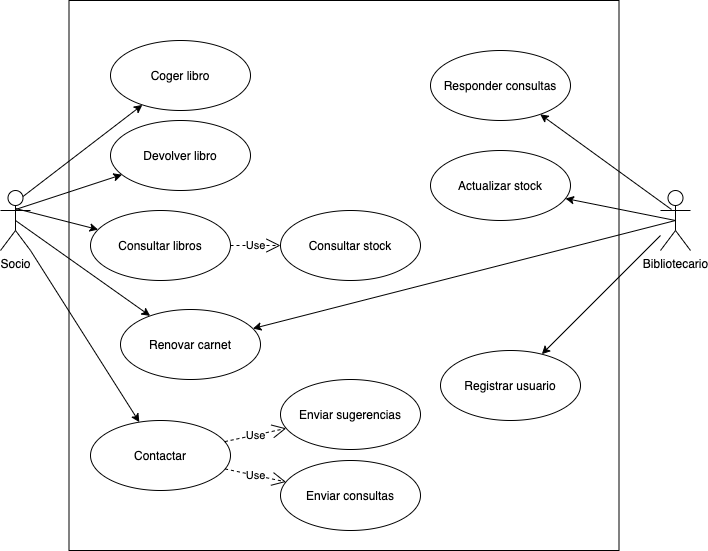 Coger libro
Responder consultas
Devolver libro
Actualizar stock
Consultar libros
Use
Consultar stock
Socio
Bibliotecario
Renovar carnet
Registrar usuario
Enviar sugerencias
Use
Contactar
Use
Enviar consultas